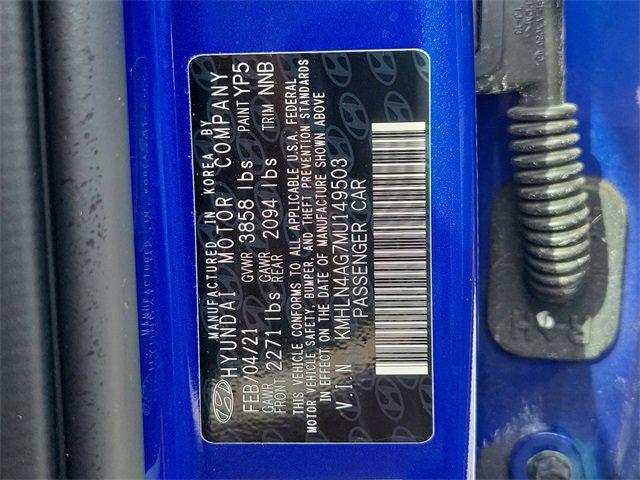 MANUFACTURED IN KOREA BY
HYUNDAI MOTOR COMPANY
FEB/04/21 GVWR 3858 lbs PAINT YP5
GAWR FRONT 2271 lbs GAWR REAR 2094 lbs TRIM NNB
THIS VEHICLE CONFORMS TO ALL APPLICABLE U.S.A. FEDERAL
MOTOR VEHICLE SAFETY, BUMPER, AND THEFT PREVENTION STANDARDS
IN EFFECT ON THE DATE OF MANUFACTURE SHOWN ABOVE
V.I.N KMHLN4AG7MU149503
PASSENGER CAR
RH